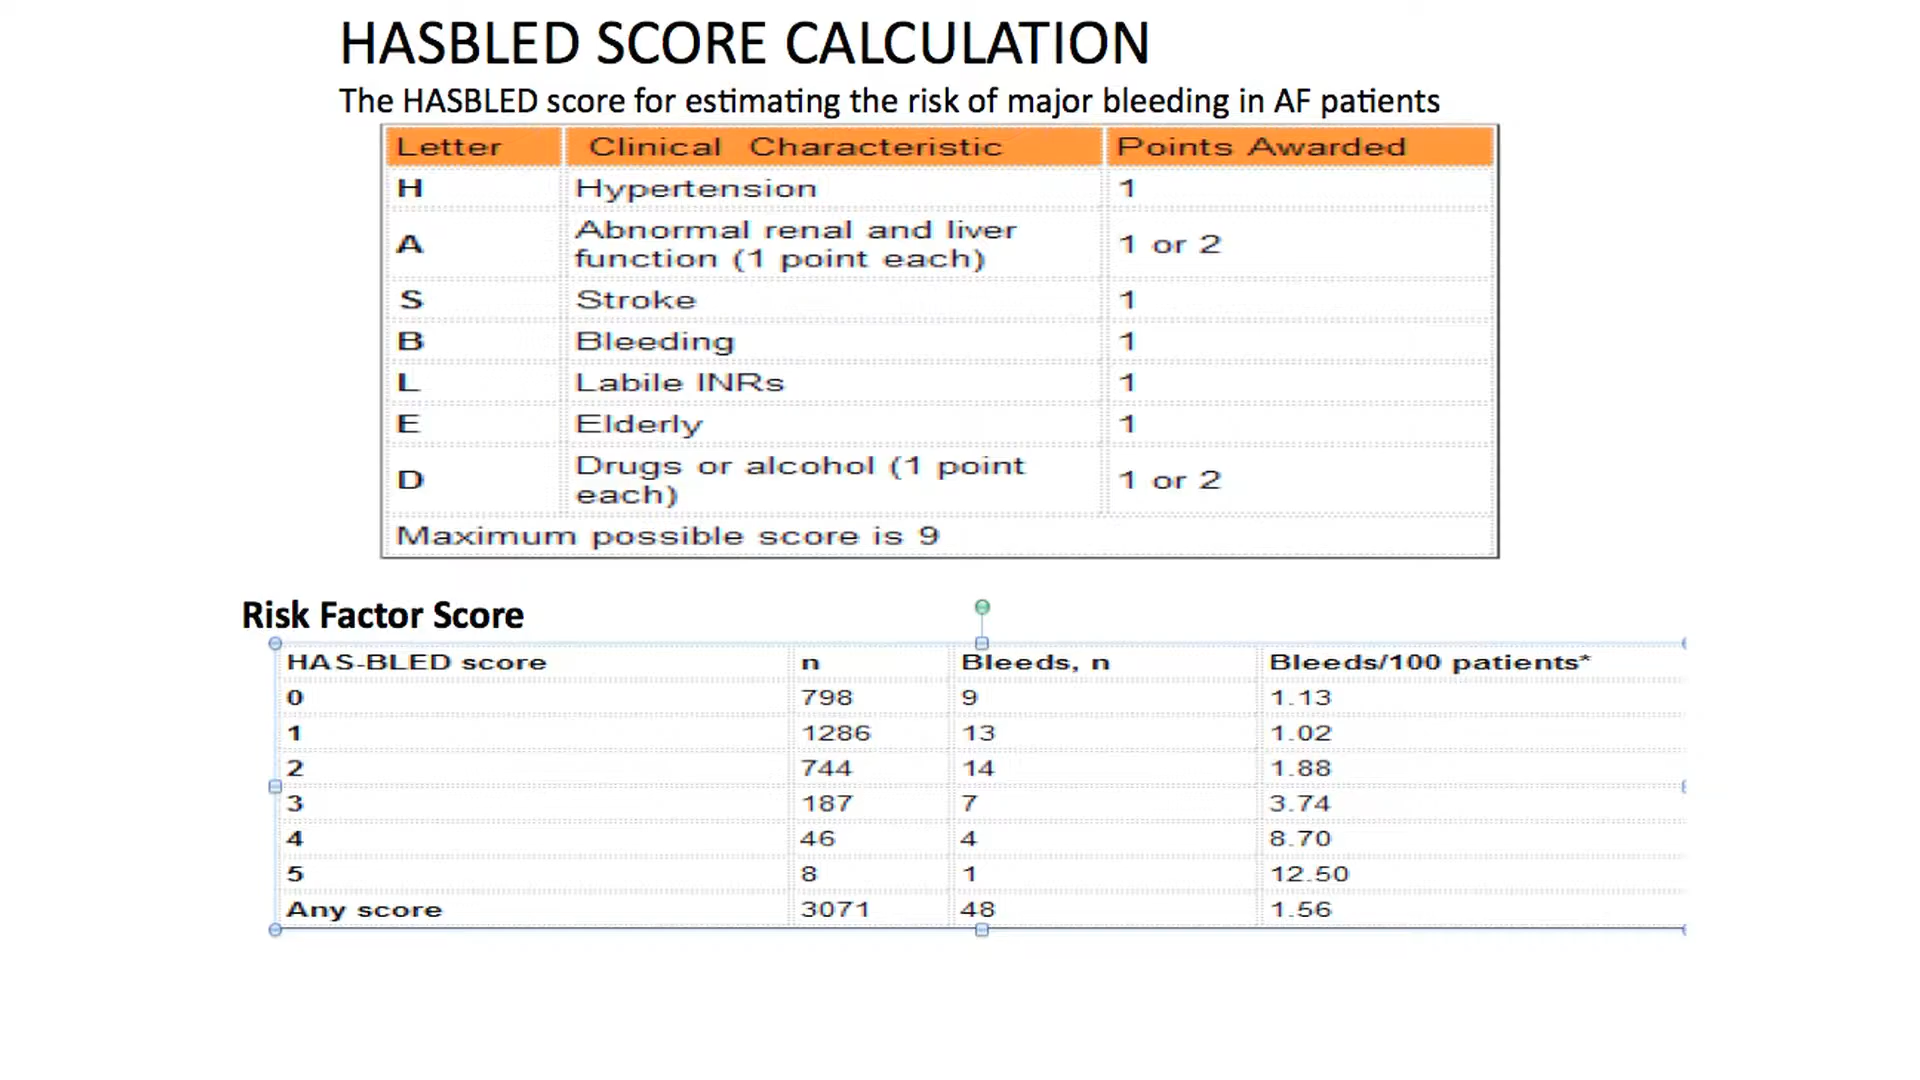 HASBLED SCORE CALCULATION
The HASBLED score for estimating the risk of major bleeding in AF patients
Letter Clinical Characteristic Points Awarded
H Hypertension 1
A Abnormal renal and liver function (1 point each) 1 or 2
S Stroke 1
B Bleeding 1
L Labile INRs 1
E Elderly 1
D Drugs or alcohol (1 point each) 1 or 2
Maximum possible score is 9
Risk Factor Score
HAS-BLED score n Bleeds, n Bleeds/100 patients*
0 798 9 1.13
1 1286 13 1.02
2 744 14 1.88
3 187 7 3.74
4 46 4 8.70
5 8 1 12.50
Any score 3071 48 1.56